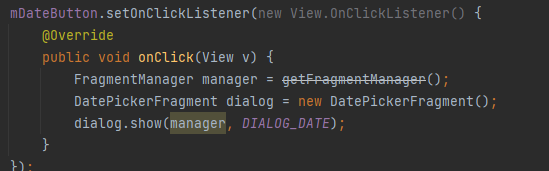 mDateButton.setOnClickListener(new View.OnClickListener() {
@Override
public void onClick(View v) {
FragmentManager manager = getFragmentManager();
DatePickerFragment dialog = new DatePickerFragment();
dialog.show(manager, DIALOG_DATE);
}
});